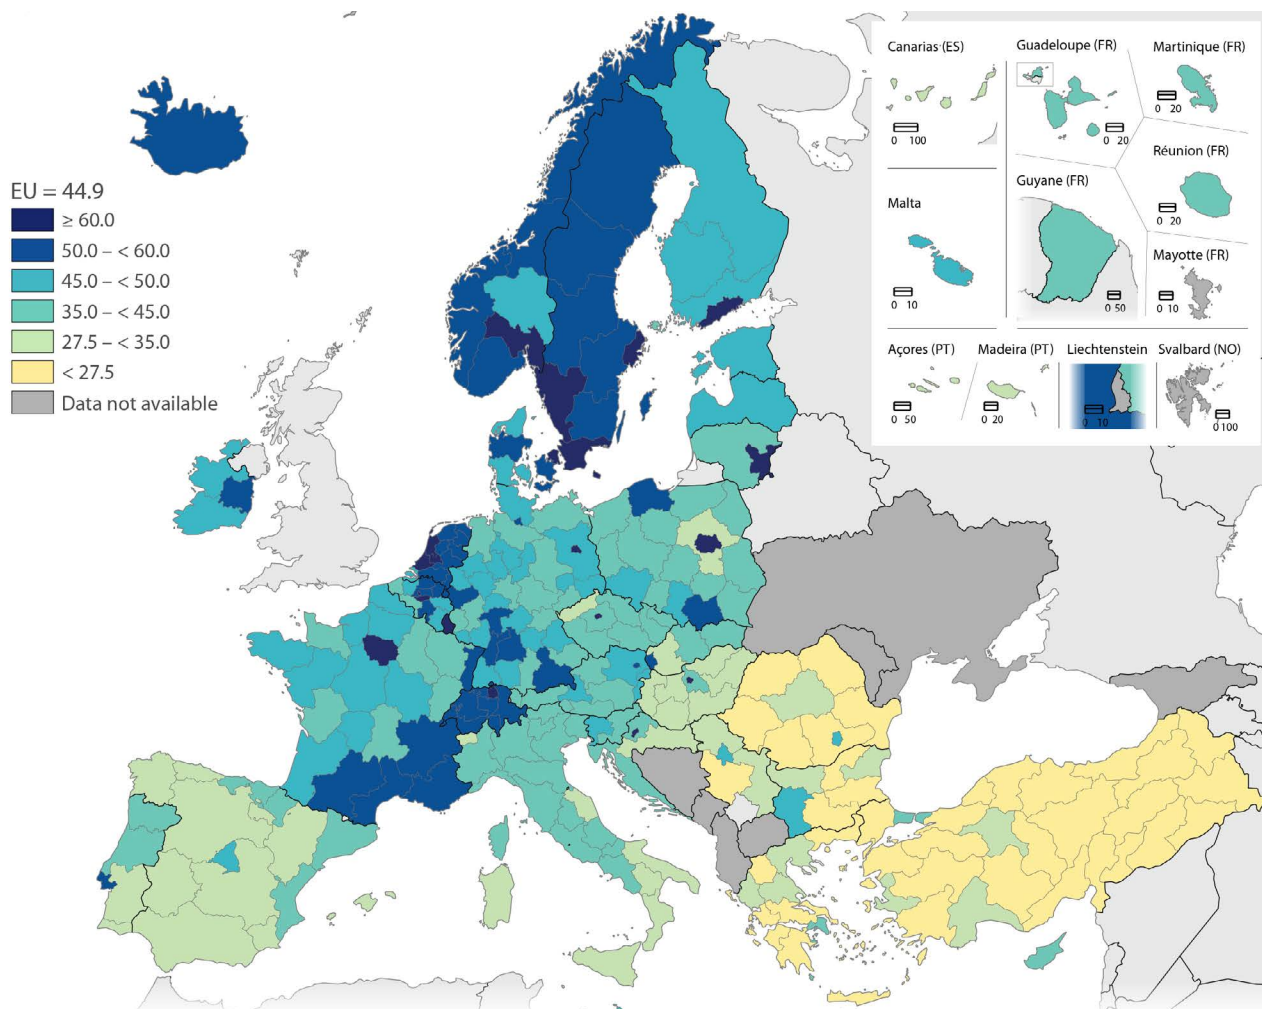 EU = 44.9
≥ 60.0
50.0 – < 60.0
45.0 – < 50.0
35.0 – < 45.0
27.5 – < 35.0
< 27.5
Data not available
Canarias (ES)
0 100
Guadeloupe (FR)
0 20
Martinique (FR)
0 20
Réunion (FR)
0 20
Malta
0 10
Guyane (FR)
0 50
Mayotte (FR)
0 10
Açores (PT)
0 50
Madeira (PT)
0 20
Liechtenstein
0 10
Svalbard (NO)
0 100